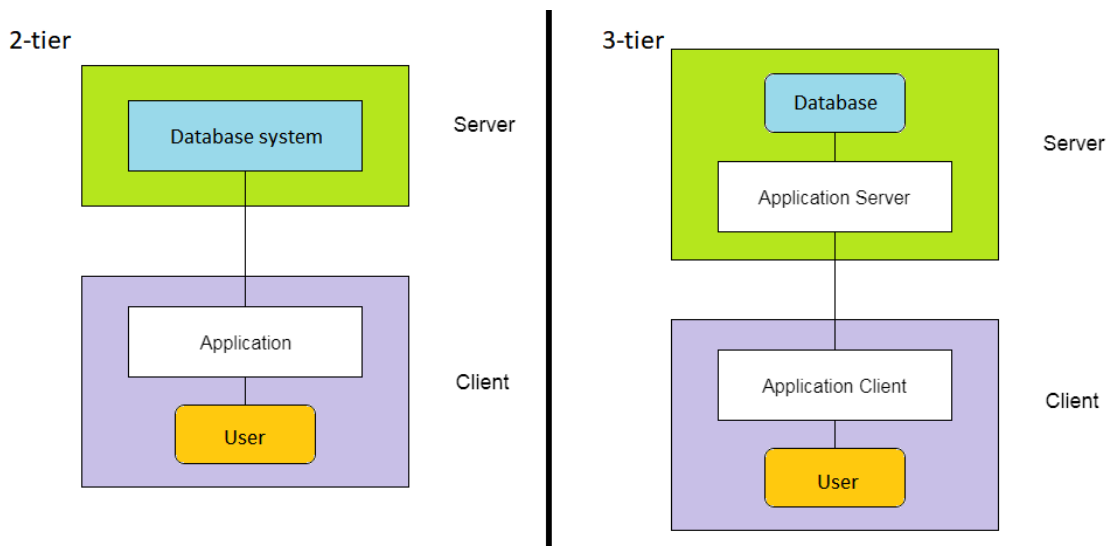 2-tier
Database system
Server
Application
Client
User
3-tier
Database
Server
Application Server
Application Client
Client
User